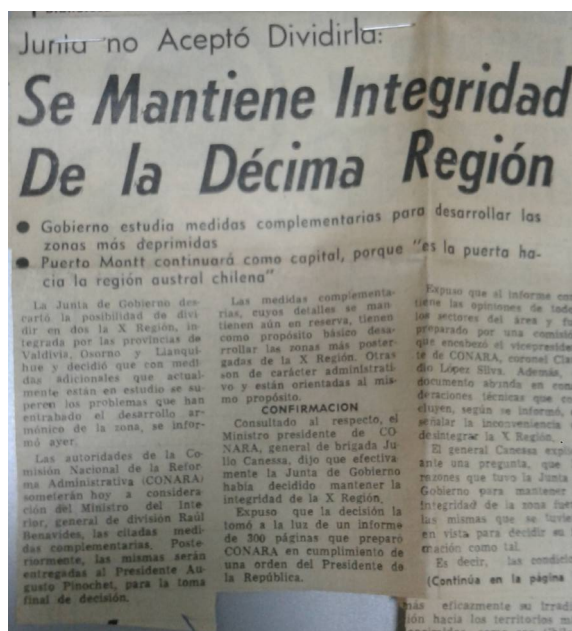 Junta no Aceptó Dividirla:
Se Mantiene Integridad
De la Décima Región
● Gobierno estudia medidas complementarias para desarrollar las
zonas más deprimidas
● Puerto Montt continuará como capital, porque "es la puerta ha-
cia la región austral chilena"
La Junta de Gobierno des
cartó la posibilidad de divi
dir en dos la X Región, in
tegrada por las provincias de
Valdivia, Osorno y Llanqui
hue y decidió que con medi
das adicionales que actual
mente están en estudio se su
peren los problemas que han
entrabado el desarrollo ar
mónico de la zona, se infor
mó ayer.
Las autoridades de la Co
misión Nacional de la Refor
ma Administrativa (CONARA)
someterán hoy a considera
ción del Ministro del Inte
rior, general de división Raúl
Benavides, las citadas medi
das complementarias. Poste
riormente, las mismas serán
entregadas al Presidente Au
gusto Pinochet, para la toma
final de decisión.
Las medidas complementa
rias, cuyos detalles se man
tienen aún en reserva, tienen
como propósito básizo desa
rrollar las zonas más poster
gadas de la X Región. Otras
son de carácter administrati
vo y están orientadas al mis
mo propósito.
CONFIRMACION
Consultado al respecto, el
Ministro presidente de CO
NARA, general de brigada Ju
lio Canessa, dijo que efectiva
mente la Junta de Gobierno
había decidido mantener la
integridad de la X Región.
Expuso que la decisión la
tomó a la luz de un informe
de 300 páginas que preparó
CONARA en cumplimiento de
una orden del Presidente de
la República.
Expuso que el informe con
tiene las opiniones de tode
los sectores del área y fu
preparado por una comisió
que encabezó el vicepreside
te de CONARA, coronel Cla
dio López Silva. Además,
documento abunda en con
deraciones técnicas que co
cluyen, según se informó,
señalar la inconveniencia
desintegrar la X Región.
El general Canessa expli
ante una pregunta, que
razones que tuvo la Junta
Gobierno para mantener
integridad de la zona fue
las mismas que se tuvie
en vista para decidir su
mación como tal.
Es decir, las condicio
(Continúa en la página
más eficazmente su irradi
ión hacia los territorios m